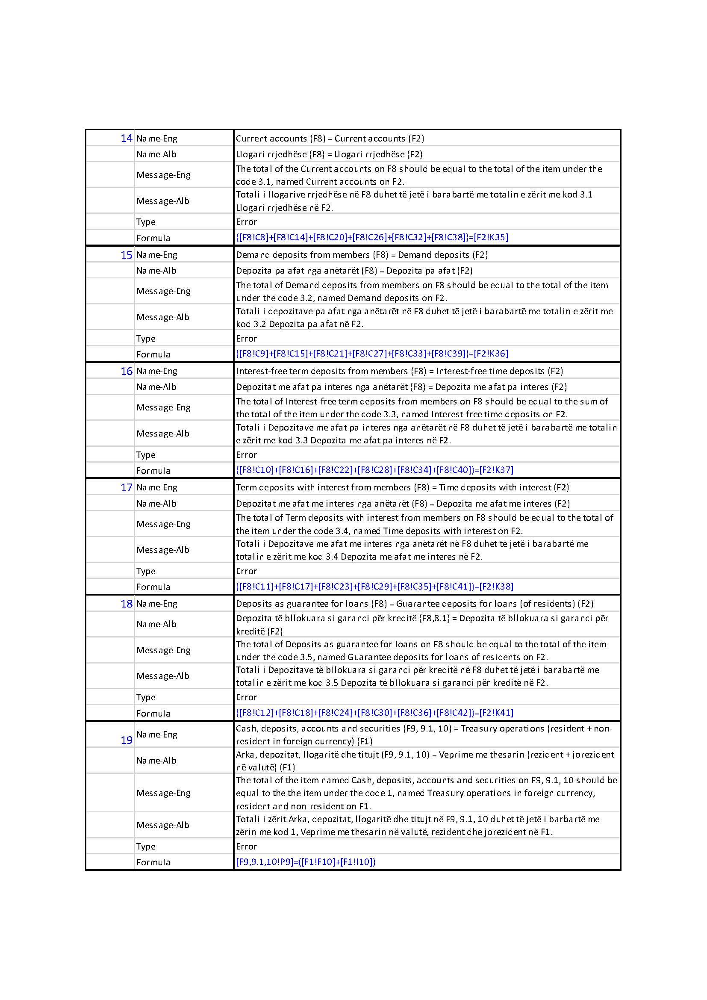 14 Name-Eng Current accounts (F8) = Current accounts (F2)
Name-Alb Llogari rrjedhëse (F8) = Llogari rrjedhëse (F2)
Message-Eng The total of the Current accounts on F8 should be equal to the total of the item under the
code 3.1, named Current accounts on F2.
Message-Alb Totali i llogarive rrjedhëse në F8 duhet të jetë i barabartë me totalin e zërit me kod 3.1
Llogari rrjedhëse në F2.
Type Error
Formula ([F8!C8]+[F8!C14]+[F8!C20]+[F8!C26]+[F8!C32]+[F8!C38])=[F2!K35]
15 Name-Eng Demand deposits from members (F8) = Demand deposits (F2)
Name-Alb Depozita pa afat nga anëtarët (F8) = Depozita pa afat (F2)
Message-Eng The total of Demand deposits from members on F8 should be equal to the total of the item
under the code 3.2, named Demand deposits on F2.
Message-Alb Totali i depozitave pa afat nga anëtarët në F8 duhet të jetë i barabartë me totalin e zërit me
kod 3.2 Depozita pa afat në F2.
Type Error
Formula ([F8!C9]+[F8!C15]+[F8!C21]+[F8!C27]+[F8!C33]+[F8!C39])=[F2!K36]
16 Name-Eng Interest-free term deposits from members (F8) = Interest-free time deposits (F2)
Name-Alb Depozitat me afat pa interes nga anëtarët (F8) = Depozita me afat pa interes (F2)
Message-Eng The total of Interest-free term deposits from members on F8 should be equal to the sum of
the total of the item under the code 3.3, named Interest-free time deposits on F2.
Message-Alb Totali i Depozitave me afat pa interes nga anëtarët në F8 duhet të jetë i barabartë me totalin
e zërit me kod 3.3 Depozita me afat pa interes në F2.
Type Error
Formula ([F8!C10]+[F8!C16]+[F8!C22]+[F8!C28]+[F8!C34]+[F8!C40])=[F2!K37]
17 Name-Eng Term deposits with interest from members (F8) = Time deposits with interest (F2)
Name-Alb Depozitat me afat me interes nga anëtarët (F8) = Depozita me afat me interes (F2)
Message-Eng The total of Term deposits with interest from members on F8 should be equal to the total of
the item under the code 3.4, named Time deposits with interest on F2.
Message-Alb Totali i Depozitave me afat me interes nga anëtarët në F8 duhet të jetë i barabartë me
totalin e zërit me kod 3.4 Depozita me afat me interes në F2.
Type Error
Formula ([F8!C11]+[F8!C17]+[F8!C23]+[F8!C29]+[F8!C35]+[F8!C41])=[F2!K38]
18 Name-Eng Deposits as guarantee for loans (F8) = Guarantee deposits for loans (of residents) (F2)
Name-Alb Depozita të bllokuara si garanci për kreditë (F8,8.1) = Depozita të bllokuara si garanci për
kreditë (F2)
Message-Eng The total of Deposits as guarantee for loans on F8 should be equal to the total of the item
under the code 3.5, named Guarantee deposits for loans of residents on F2.
Message-Alb Totali i Depozitave të bllokuara si garanci për kreditë në F8 duhet të jetë i barabartë me
totalin e zërit me kod 3.5 Depozita të bllokuara si garanci për kreditë në F2.
Type Error
Formula ([F8!C12]+[F8!C18]+[F8!C24]+[F8!C30]+[F8!C36]+[F8!C42])=[F2!K41]
19 Name-Eng Cash, deposits, accounts and securities (F9, 9.1, 10) = Treasury operations (resident + non-
resident in foreign currency) (F1)
Name-Alb Arka, depozitat, llogaritë dhe titujt (F9, 9.1, 10) = Veprime me thesarin (rezident + jorezident
në valutë) (F1)
Message-Eng The total of the item named Cash, deposits, accounts and securities on F9, 9.1, 10 should be
equal to the the item under the code 1, named Treasury operations in foreign currency,
resident and non-resident on F1.
Message-Alb Totali i zërit Arka, depozitat, llogaritë dhe titujt në F9, 9.1, 10 duhet të jetë i barbartë me
zërin me kod 1, Veprime me thesarin në valutë, rezident dhe jorezident në F1.
Type Error
Formula [F9,9.1,10!P9]=([F1!F10]+[F1!I10])